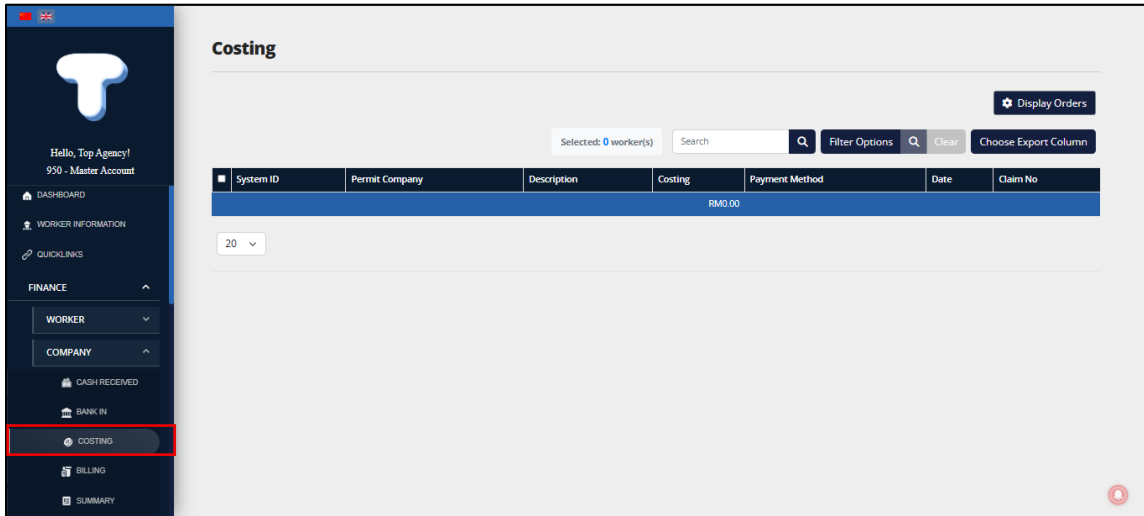 Hello, Top Agency!
950 - Master Account
DASHBOARD
WORKER INFORMATION
QUICKLINKS
FINANCE
WORKER
COMPANY
CASH RECEIVED
BANK IN
COSTING
BILLING
SUMMARY
Costing
Display Orders
Selected: 0 worker(s) Search Filter Options Clear Choose Export Column
System ID Permit Company Description Costing Payment Method Date Claim No
RM0.00
20